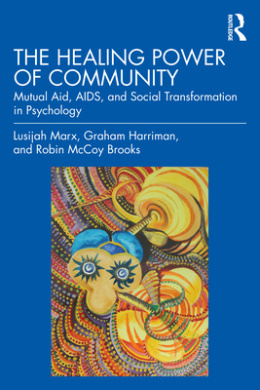 Routledge
THE HEALING POWER
OF COMMUNITY
Mutual Aid, AIDS, and Social Transformation
in Psychology
Lusijah Marx, Graham Harriman,
and Robin McCoy Brooks